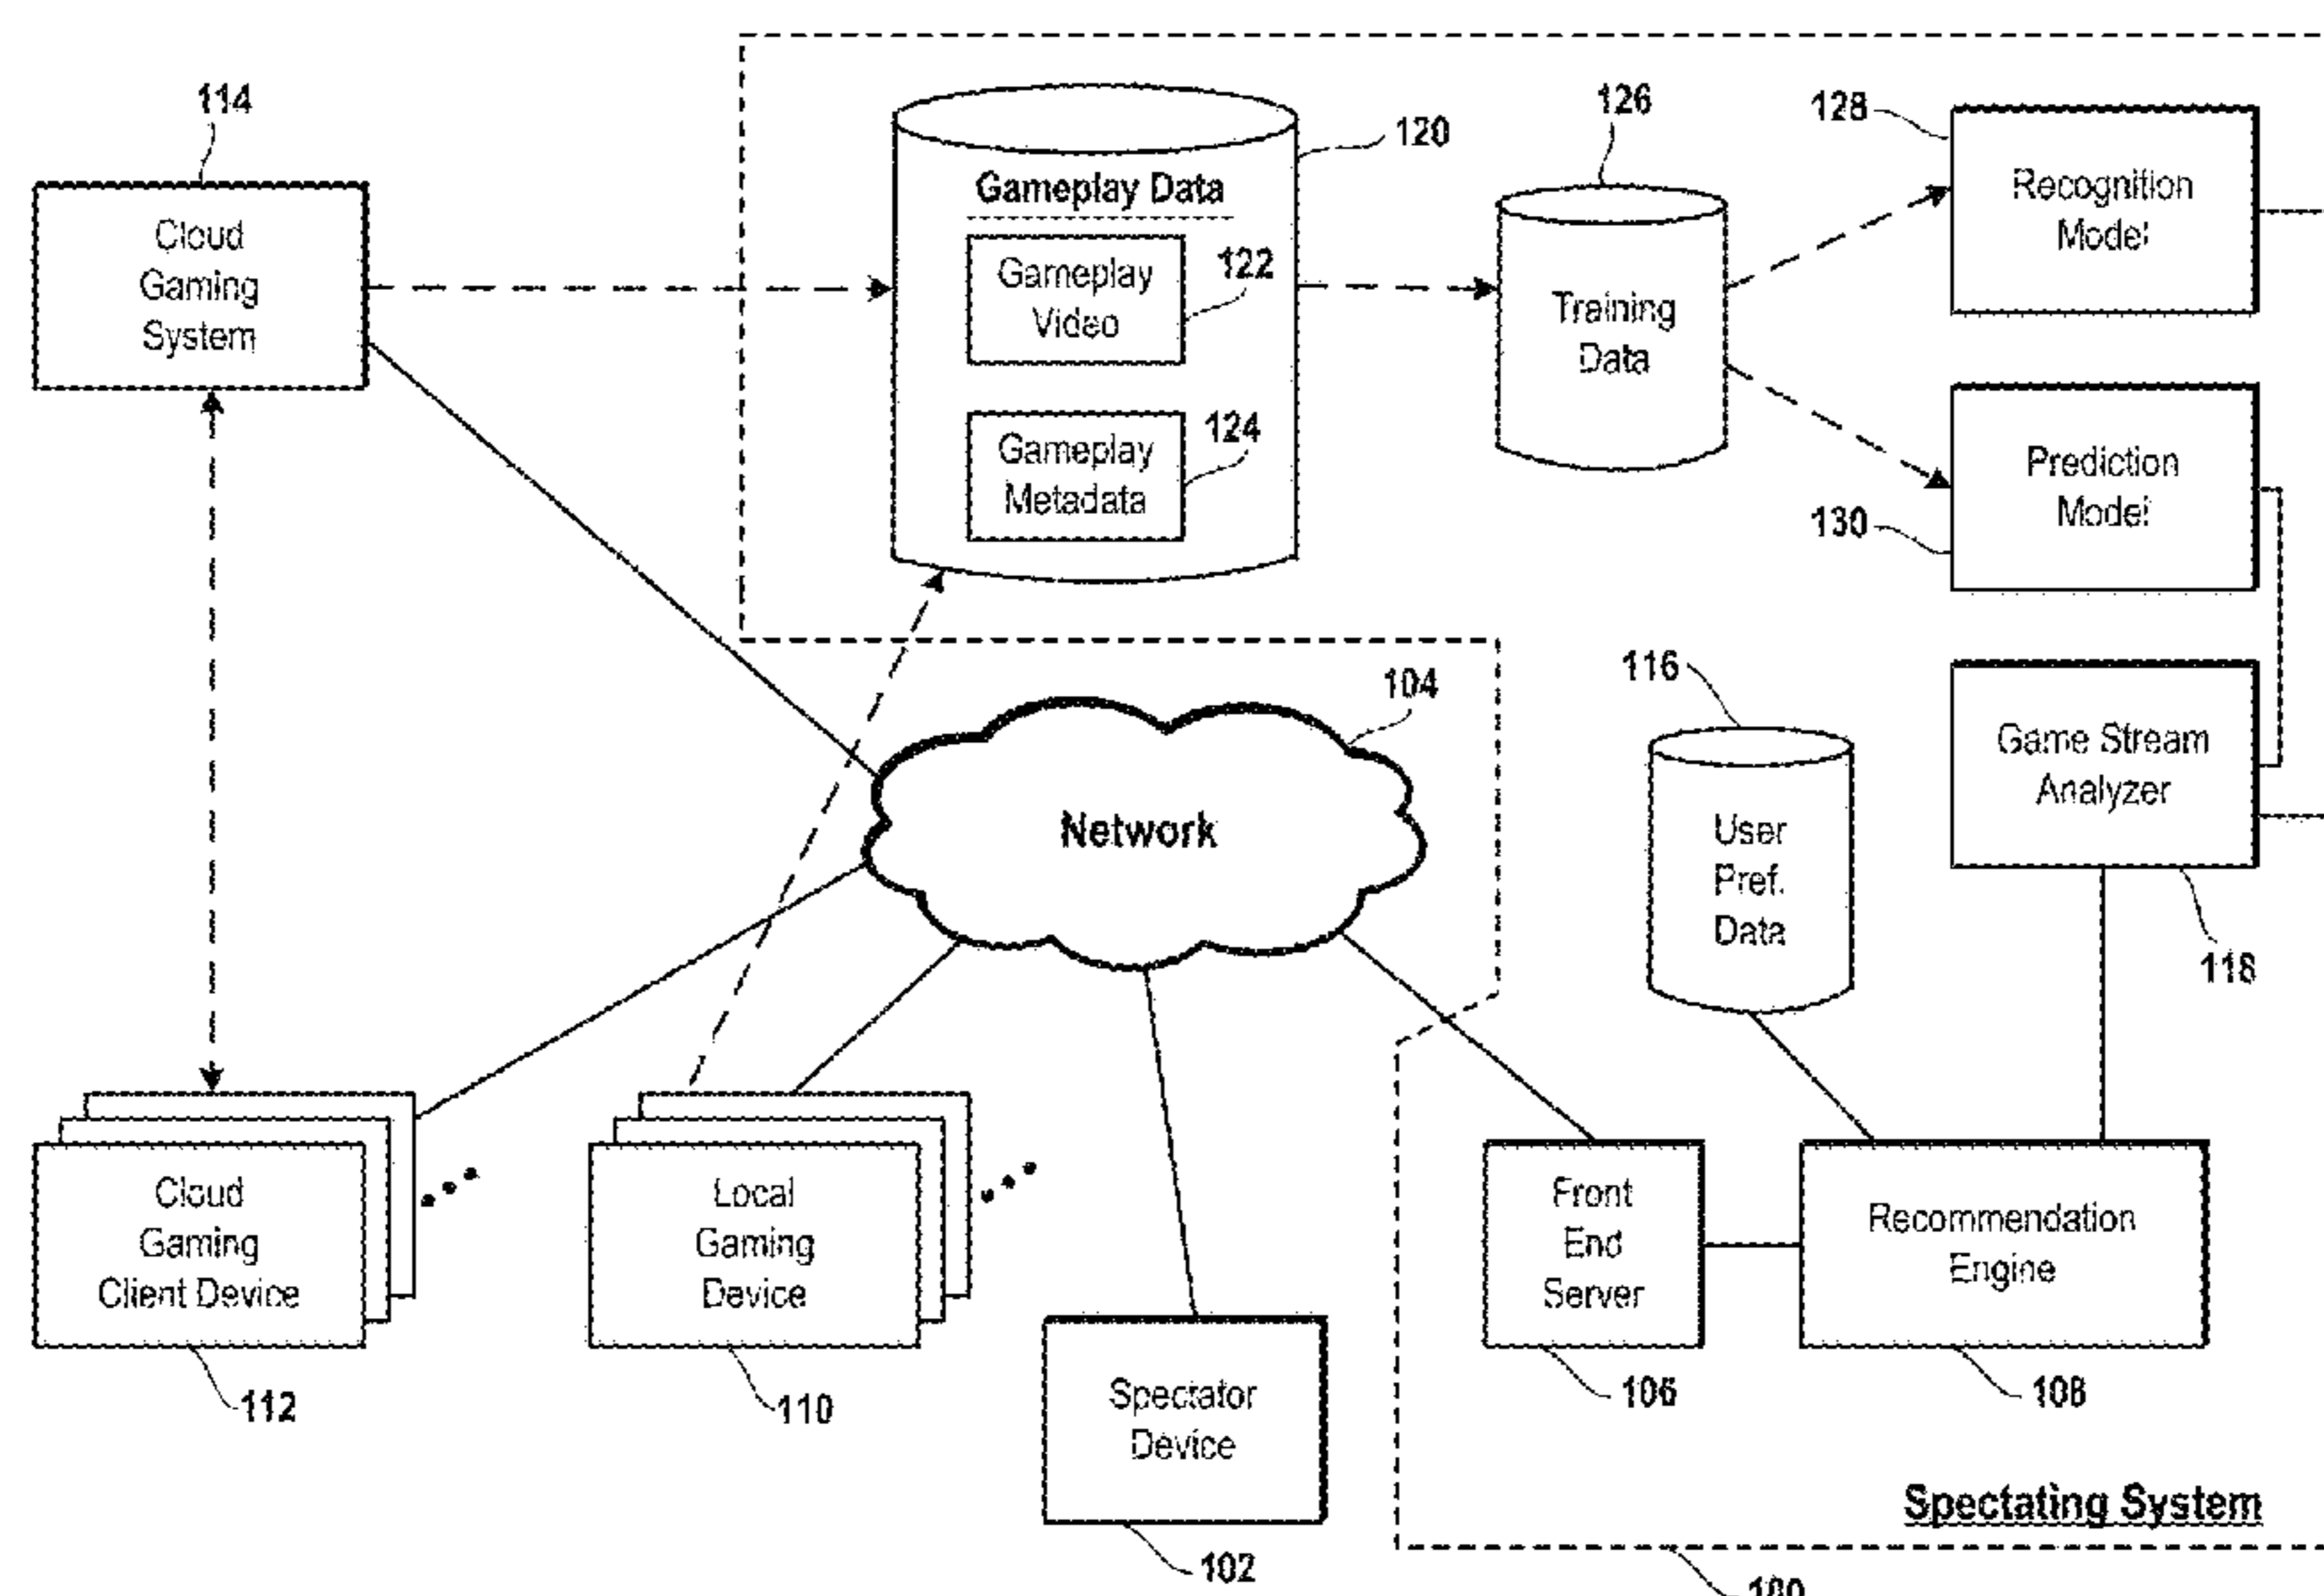 114
Cloud
Gaming
System
120
Gameplay Data
Gameplay
Video
122
Gameplay
Metadata
124
126
Training
Data
128
Recognition
Model
Prediction
Model
130
104
Network
116
User
Pref.
Data
Game Stream
Analyzer
118
Cloud
Gaming
Client Device
112
Local
Gaming
Device
110
Spectator
Device
102
Front
End
Server
106
Recommendation
Engine
108
Spectating System
100